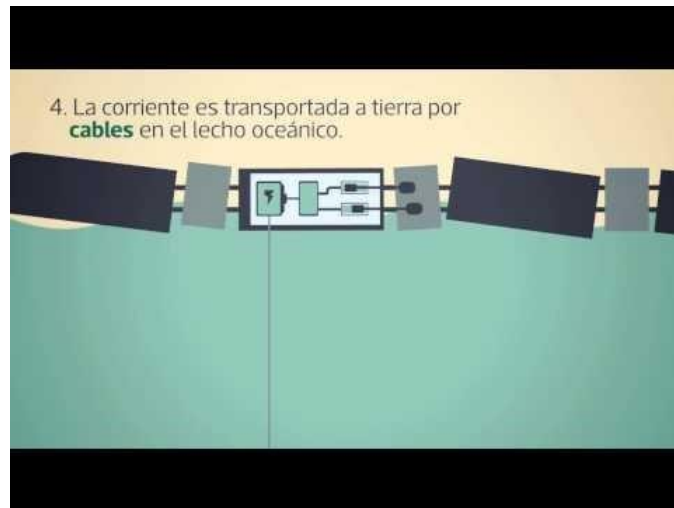 4. La corriente es transportada a tierra por
cables en el lecho oceánico.